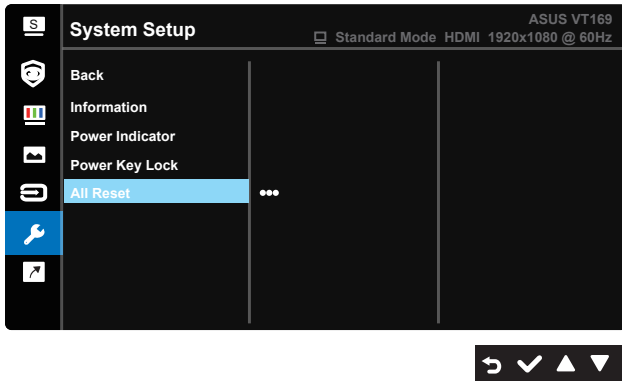 S
System Setup
ASUS VT169
Standard Mode HDMI 1920x1080 @ 60Hz
Back
Information
Power Indicator
Power Key Lock
All Reset
•••